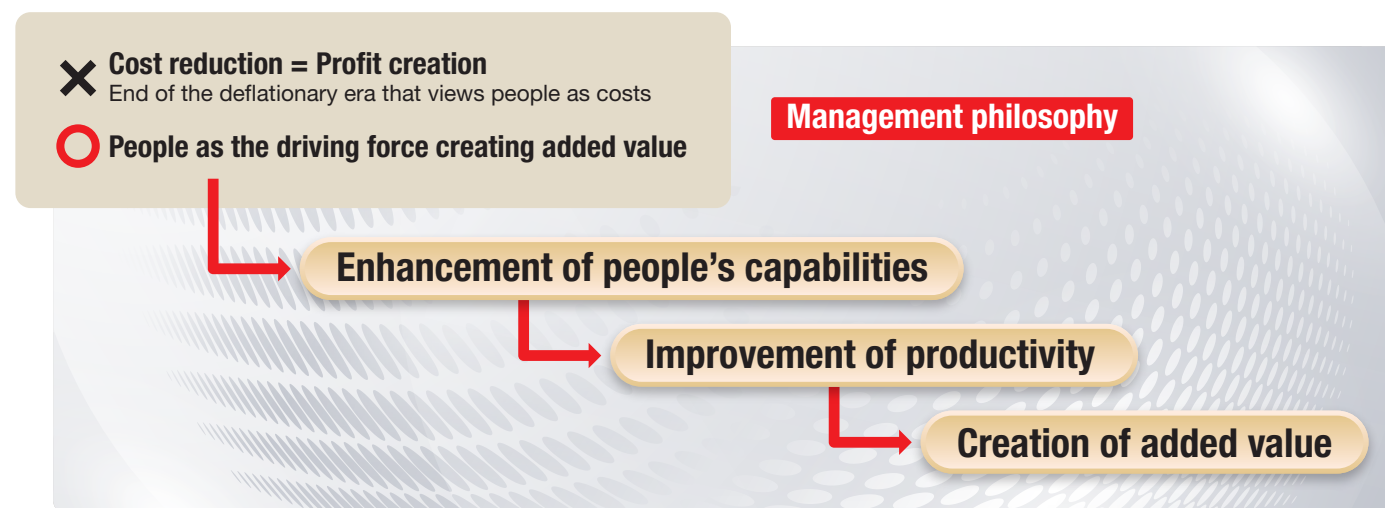 Cost reduction = Profit creation
End of the deflationary era that views people as costs
People as the driving force creating added value
Management philosophy
Enhancement of people’s capabilities
Improvement of productivity
Creation of added value